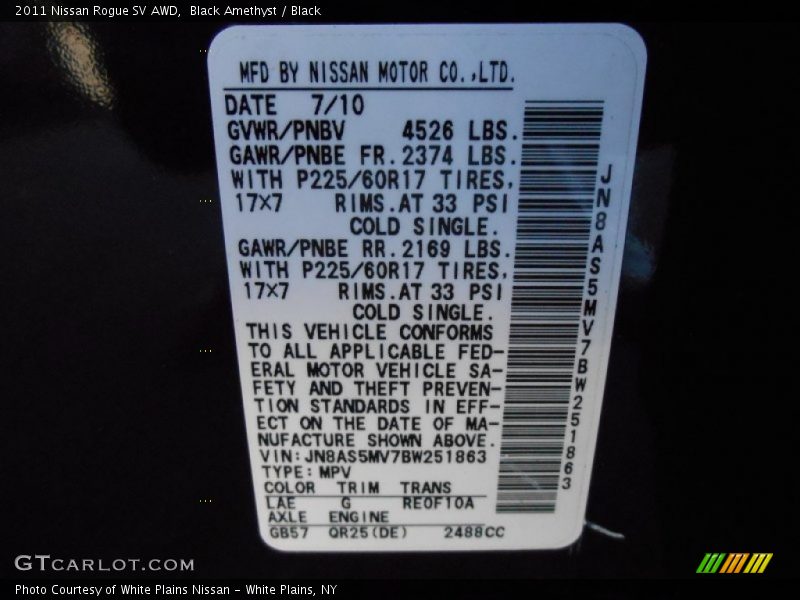 2011 Nissan Rogue SV AWD, Black Amethyst / Black
MFD BY NISSAN MOTOR CO.,LTD.
DATE 7/10
GVWR/PNBV 4526 LBS.
GAWR/PNBE FR. 2374 LBS.
WITH P225/60R17 TIRES,
17×7 RIMS. AT 33 PSI
COLD SINGLE.
GAWR/PNBE RR. 2169 LBS.
WITH P225/60R17 TIRES,
17×7 RIMS. AT 33 PSI
COLD SINGLE.
THIS VEHICLE CONFORMS
TO ALL APPLICABLE FED-
ERAL MOTOR VEHICLE SA-
FETY AND THEFT PREVEN-
TION STANDARDS IN EFF-
ECT ON THE DATE OF MA-
NUFACTURE SHOWN ABOVE.
VIN:JN8AS5MV7BW251863
TYPE:MPV
COLOR TRIM TRANS
LAE G RE0F10A
AXLE ENGINE
GB57 QR25(DE) 2488CC
JN8AS5MV7BW251863
GTCARLOT.COM
Photo Courtesy of White Plains Nissan - White Plains, NY